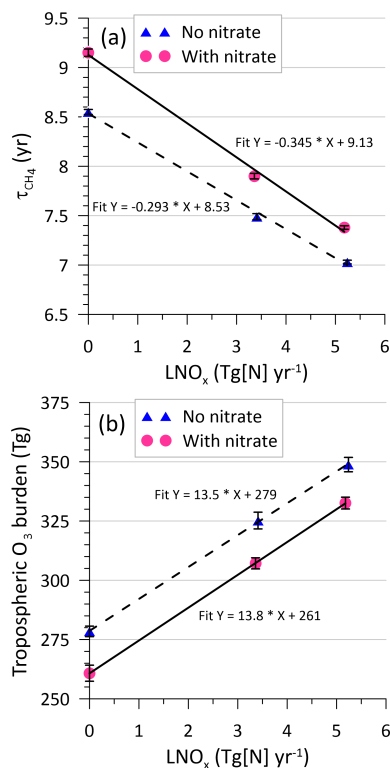 9.5
9
8.5
8
7.5
7
6.5
τCH₄ (yr)
(a)
No nitrate
With nitrate
Fit Y = -0.345 * X + 9.13
Fit Y = -0.293 * X + 8.53
0 1 2 3 4 5 6
LNOₓ (Tg[N] yr⁻¹)
375
350
325
300
275
250
Tropospheric O₃ burden (Tg)
(b)
No nitrate
With nitrate
Fit Y = 13.5 * X + 279
Fit Y = 13.8 * X + 261
0 1 2 3 4 5 6
LNOₓ (Tg[N] yr⁻¹)